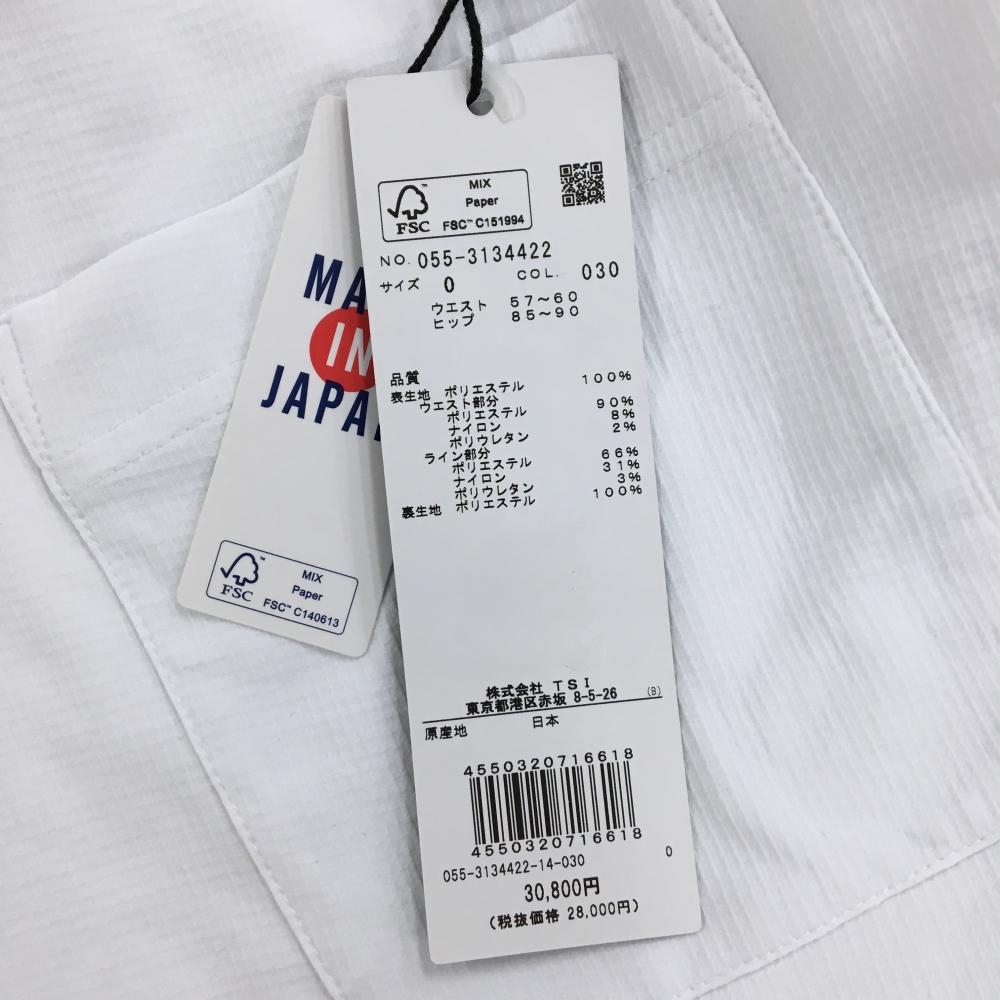 MIX
Paper
FSC™ C151994
FSC™
NO. 055-3134422
サイズ 0 COL. 030
ウエスト 57~60
ヒップ 85~90
品質
表生地 ポリエステル 100%
ウエスト部分
ポリエステル 90%
ナイロン 8%
ポリウレタン 2%
ライン部分
ポリエステル 66%
ナイロン 31%
ポリウレタン 3%
裏生地 ポリエステル 100%
株式会社 TSI
東京都港区赤坂 8-5-26 (B)
原産地 日本
4550320716618
4550320716618
055-3134422-14-030 0
30,800円
(税抜価格 28,000円)
MA
IN
JAPA
FSC™
MIX
Paper
FSC™ C140613